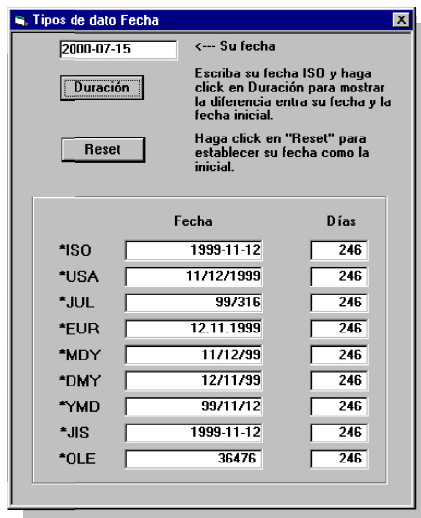 Tipos de dato Fecha
2000-07-15 <--- Su fecha
Duración
Escriba su fecha ISO y haga
click en Duración para mostrar
la diferencia entra su fecha y la
fecha inicial.
Reset
Haga click en "Reset" para
establecer su fecha como la
inicial.
Fecha Días
*ISO 1999-11-12 246
*USA 11/12/1999 246
*JUL 99/316 246
*EUR 12.11.1999 246
*MDY 11/12/99 246
*DMY 12/11/99 246
*YMD 99/11/12 246
*JIS 1999-11-12 246
*OLE 36476 246